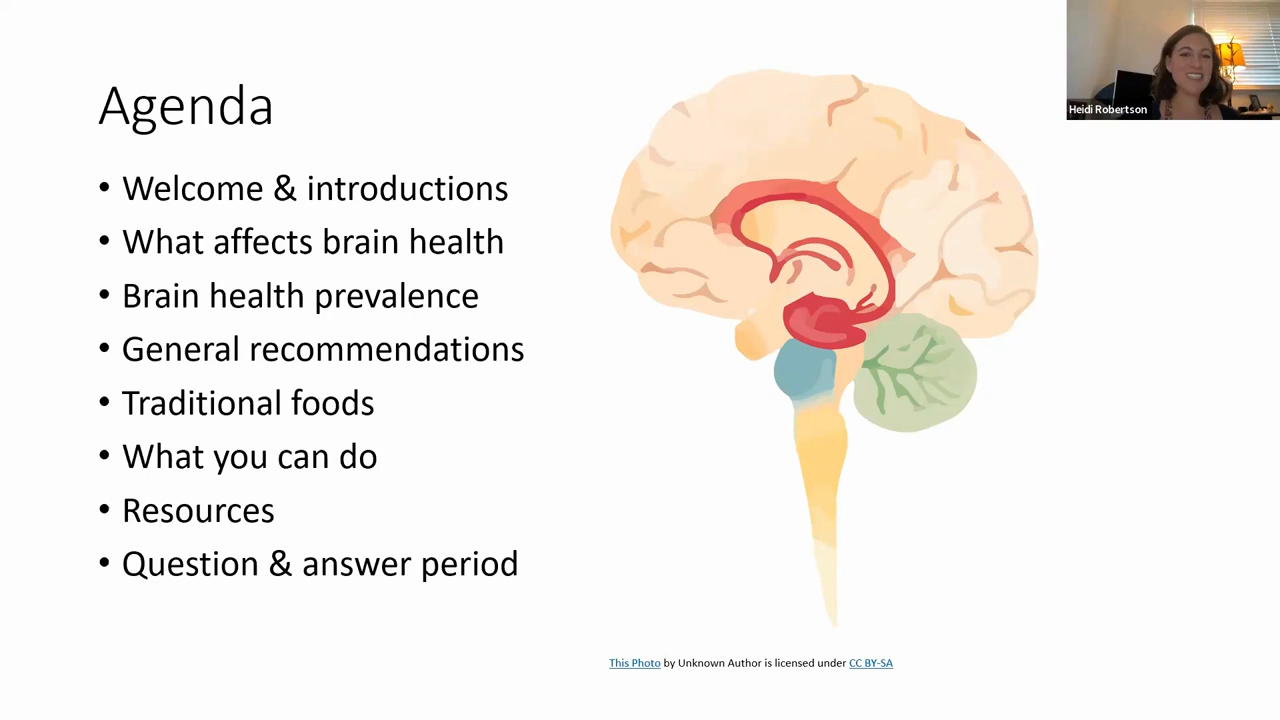 Agenda
• Welcome & introductions
• What affects brain health
• Brain health prevalence
• General recommendations
• Traditional foods
• What you can do
• Resources
• Question & answer period
Heidi Robertson
This Photo by Unknown Author is licensed under CC BY-SA